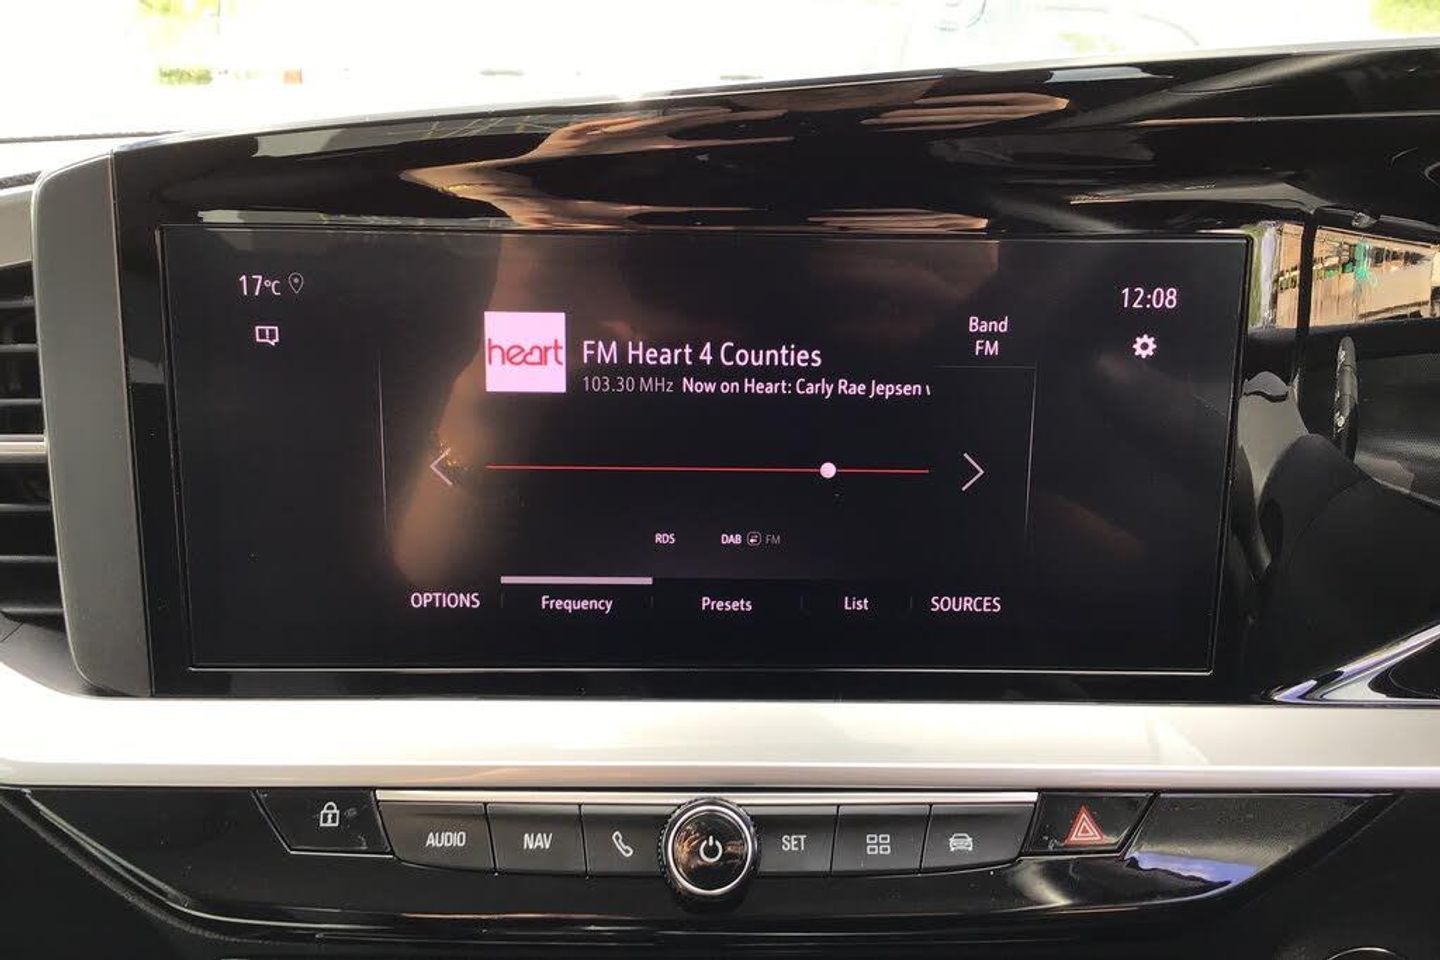 17°C
12:08
heart
FM Heart 4 Counties
Band
FM
103.30 MHz Now on Heart: Carly Rae Jepsen
RDS
DAB FM
OPTIONS
Frequency
Presets
List
SOURCES
AUDIO
NAV
SET